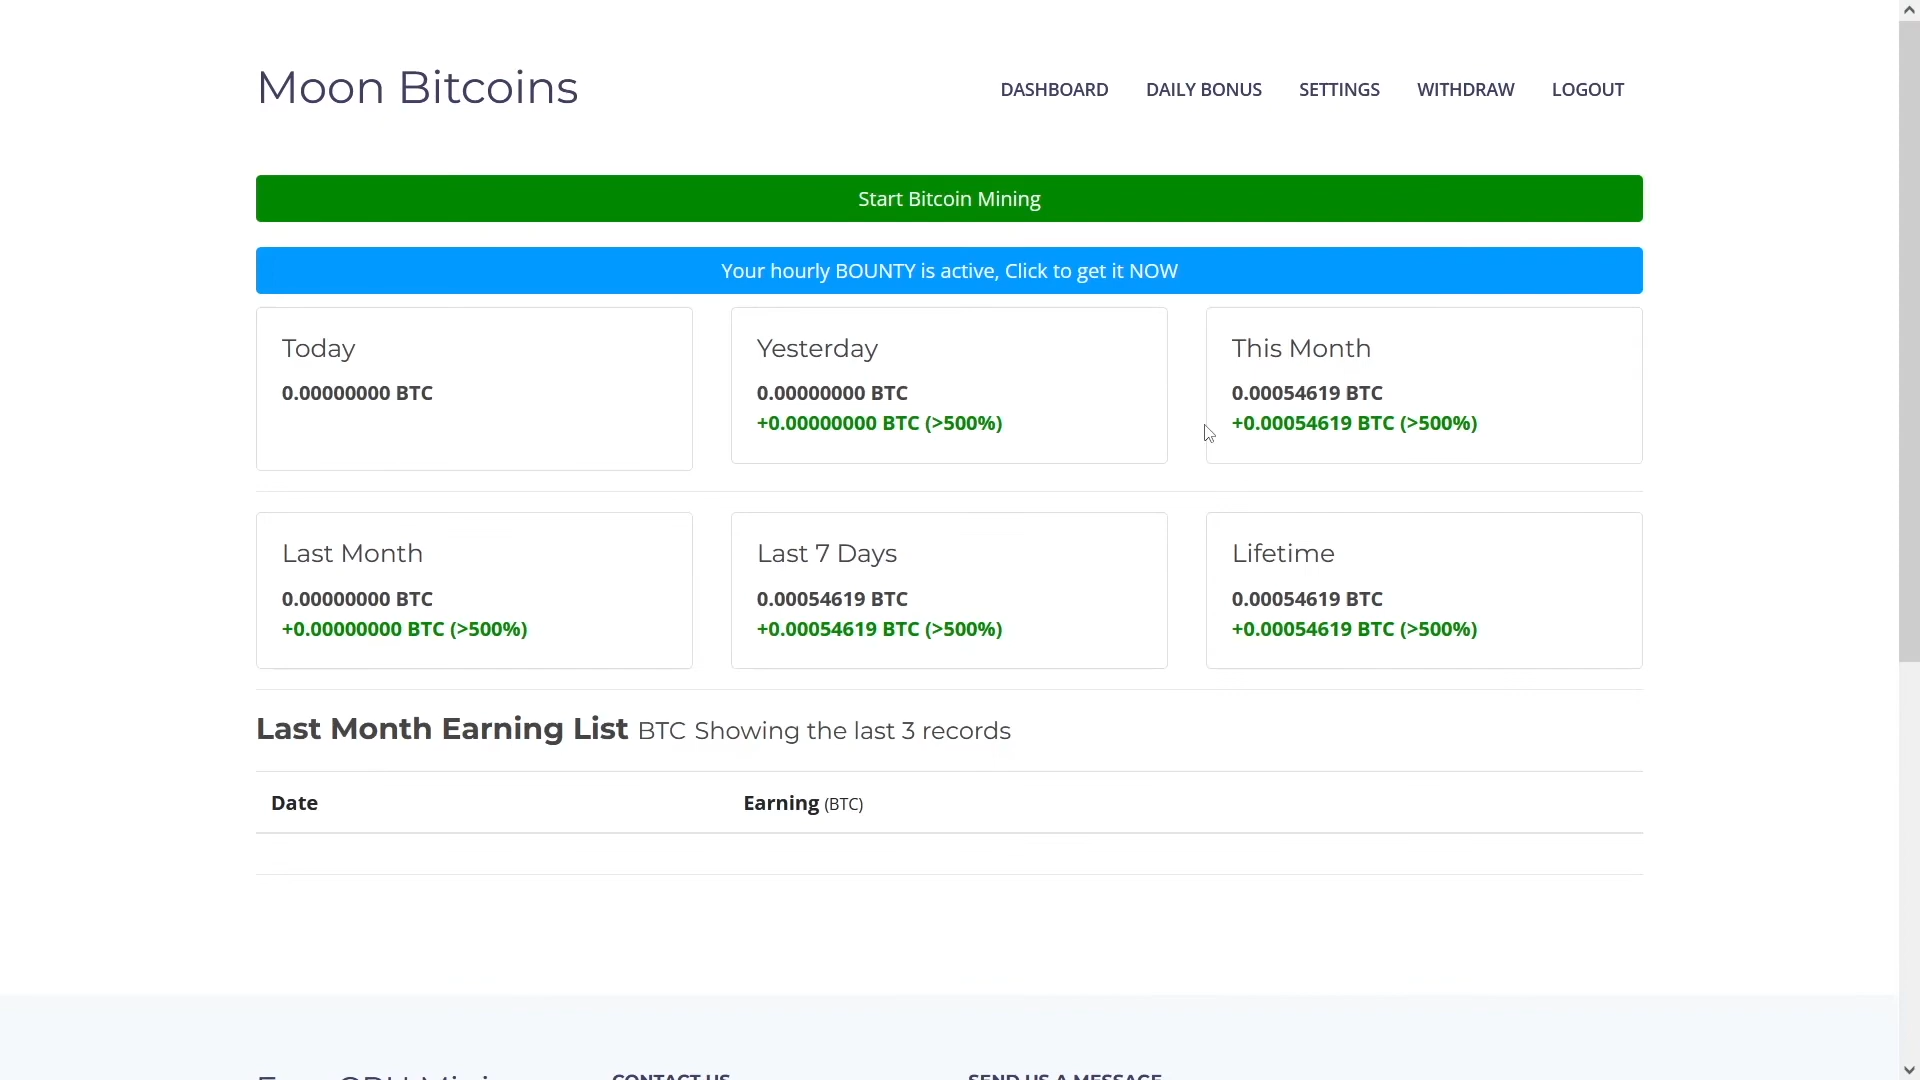 Moon Bitcoins
DASHBOARD DAILY BONUS SETTINGS WITHDRAW LOGOUT
Start Bitcoin Mining
Your hourly BOUNTY is active, Click to get it NOW
Today
0.00000000 BTC
Yesterday
0.00000000 BTC
+0.00000000 BTC (>500%)
This Month
0.00054619 BTC
+0.00054619 BTC (>500%)
Last Month
0.00000000 BTC
+0.00000000 BTC (>500%)
Last 7 Days
0.00054619 BTC
+0.00054619 BTC (>500%)
Lifetime
0.00054619 BTC
+0.00054619 BTC (>500%)
Last Month Earning List BTC Showing the last 3 records
Date Earning (BTC)
CONTACT US
SEND US A MESSAGE